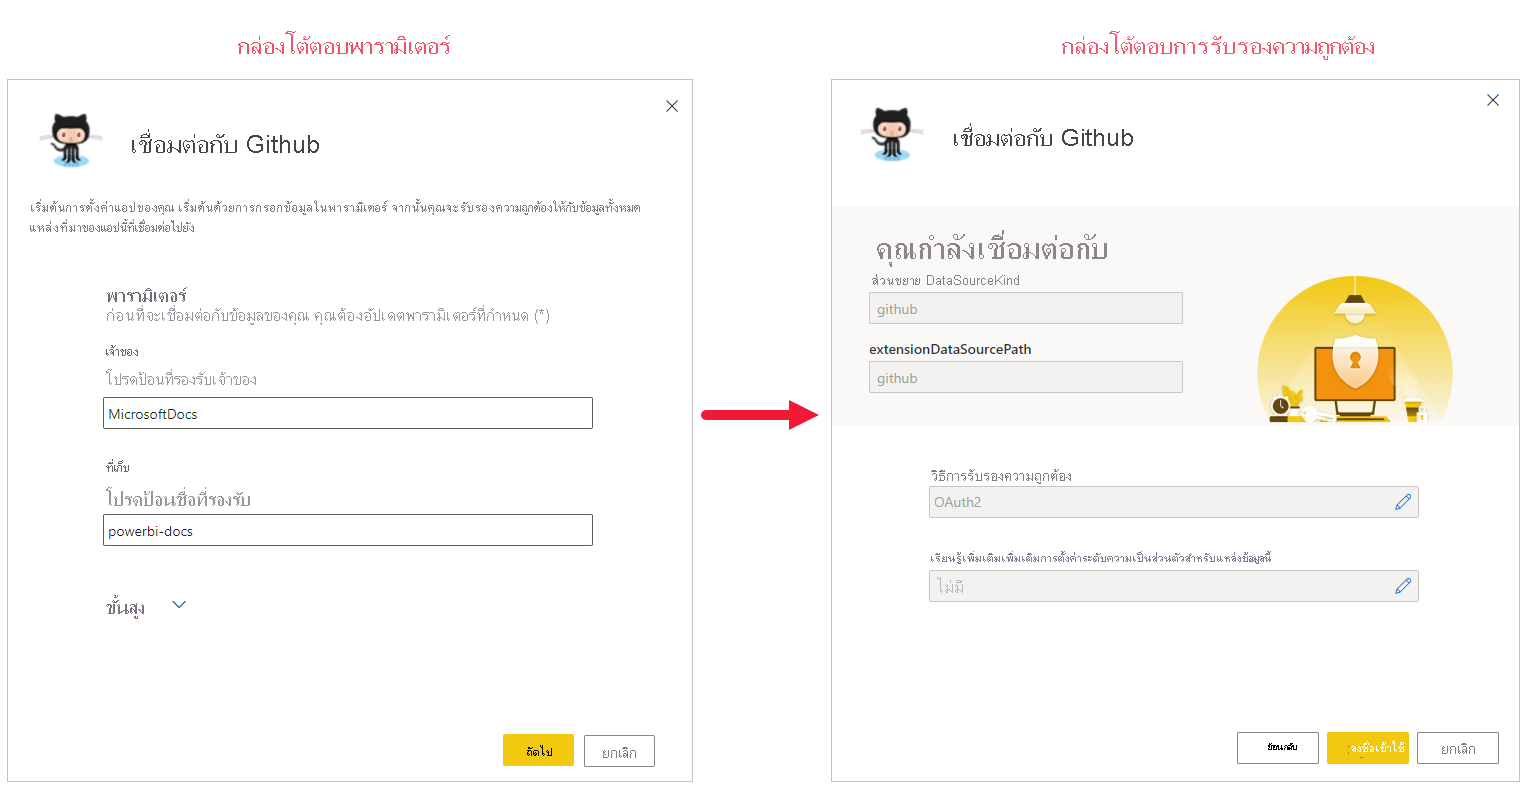 กล่องโต้ตอบพารามิเตอร์
เชื่อมต่อกับ Github
เริ่มต้นการตั้งค่าแอปของคุณ เริ่มต้นด้วยการกรอกข้อมูลในพารามิเตอร์ จากนั้นคุณจะรับรองความถูกต้องให้กับข้อมูลทั้งหมด
แหล่งที่มาของแอปนี้ที่เชื่อมต่อไปยัง
พารามิเตอร์
ก่อนที่จะเชื่อมต่อกับข้อมูลของคุณ คุณต้องอัปเดตพารามิเตอร์ที่กำหนด (*)
เจ้าของ
โปรดป้อนที่รองรับเจ้าของ
MicrosoftDocs
ที่เก็บ
โปรดป้อนชื่อที่รองรับ
powerbi-docs
ขั้นสูง
ถัดไป
ยกเลิก
กล่องโต้ตอบการรับรองความถูกต้อง
เชื่อมต่อกับ Github
คุณกำลังเชื่อมต่อกับ
ส่วนขยาย DataSourceKind
github
extensionDataSourcePath
github
วิธีการรับรองความถูกต้อง
OAuth2
เรียนรู้เพิ่มเติมเพิ่มเติมการตั้งค่าระดับความเป็นส่วนตัวสำหรับแหล่งข้อมูลนี้
ไม่มี
ย้อนกลับ
ลงชื่อเข้าใช้
ยกเลิก